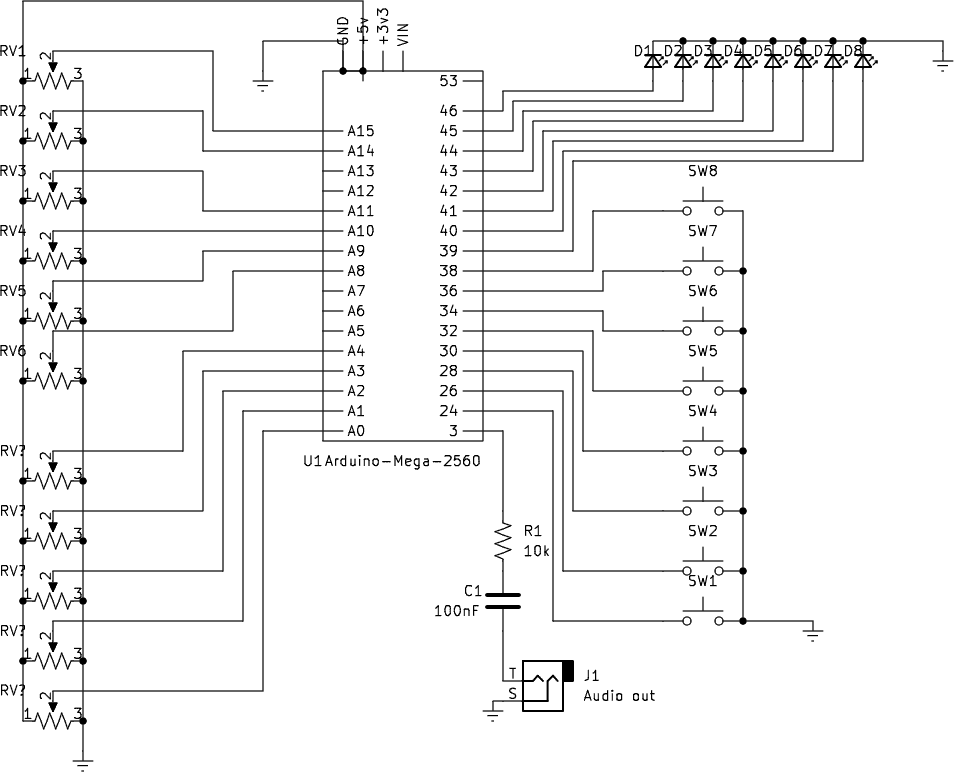 GND
+5v
+3v3
VIN
D1 D2 D3 D4 D5 D6 D7 D8
RV1
1
2
3
RV2
1
2
3
RV3
1
2
3
RV4
1
2
3
RV5
1
2
3
RV6
1
2
3
RV?
1
2
3
RV?
1
2
3
RV?
1
2
3
RV?
1
2
3
RV?
1
2
3
A15
A14
A13
A12
A11
A10
A9
A8
A7
A6
A5
A4
A3
A2
A1
A0
53
46
45
44
43
42
41
40
39
38
36
34
32
30
28
26
24
3
U1Arduino-Mega-2560
SW8
SW7
SW6
SW5
SW4
SW3
SW2
SW1
R1
10k
C1
100nF
T
S
J1
Audio out